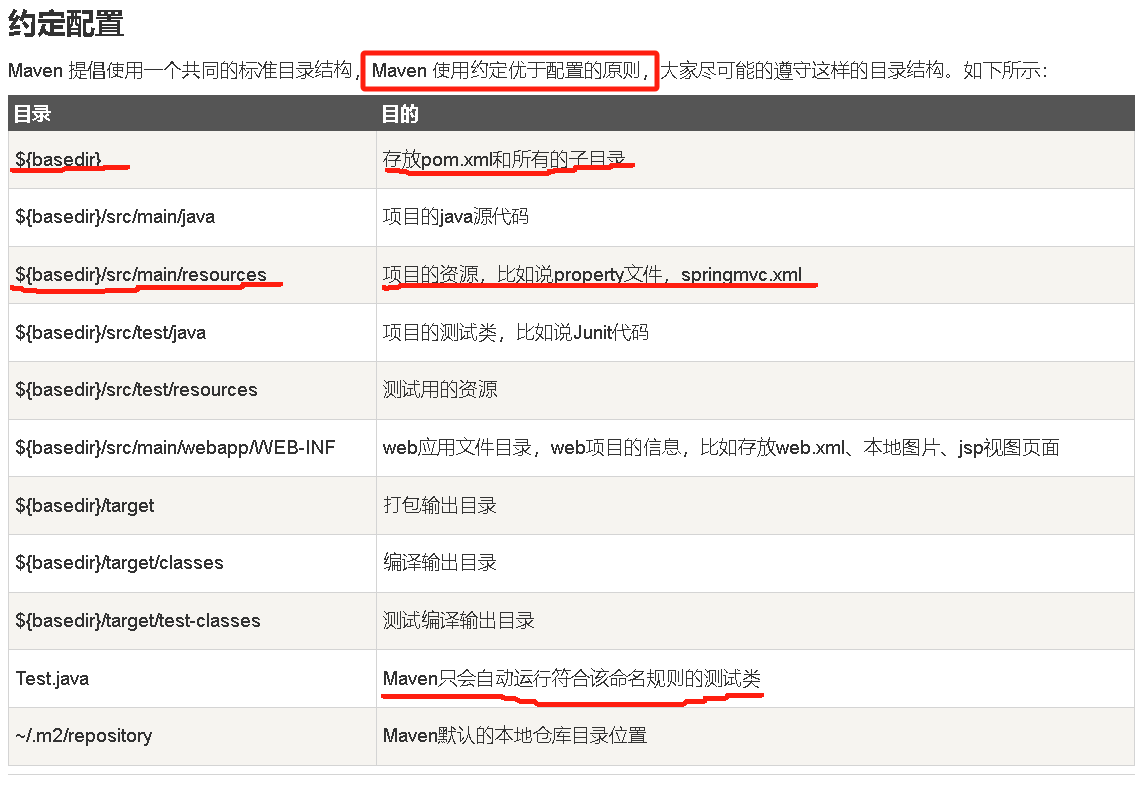 约定配置
Maven 提倡使用一个共同的标准目录结构，Maven 使用约定优于配置的原则，大家尽可能的遵守这样的目录结构。如下所示：
目录 目的
${basedir} 存放pom.xml和所有的子目录
${basedir}/src/main/java 项目的java源代码
${basedir}/src/main/resources 项目的资源，比如说property文件，springmvc.xml
${basedir}/src/test/java 项目的测试类，比如说Junit代码
${basedir}/src/test/resources 测试用的资源
${basedir}/src/main/webapp/WEB-INF web应用文件目录，web项目的信息，比如存放web.xml、本地图片、jsp视图页面
${basedir}/target 打包输出目录
${basedir}/target/classes 编译输出目录
${basedir}/target/test-classes 测试编译输出目录
Test.java Maven只会自动运行符合该命名规则的测试类
~/.m2/repository Maven默认的本地仓库目录位置